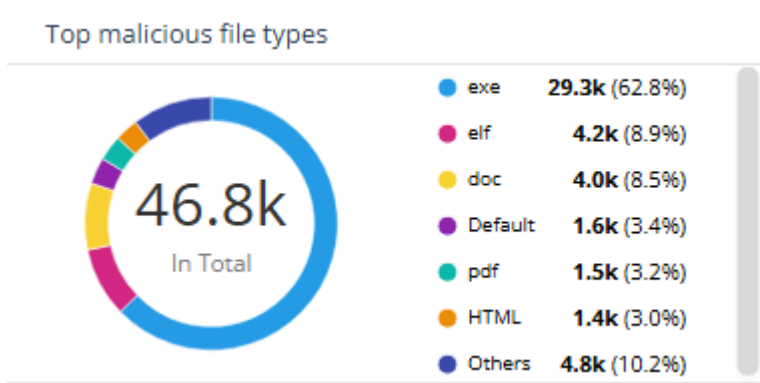 Top malicious file types
46.8k
In Total
exe 29.3k (62.8%)
elf 4.2k (8.9%)
doc 4.0k (8.5%)
Default 1.6k (3.4%)
pdf 1.5k (3.2%)
HTML 1.4k (3.0%)
Others 4.8k (10.2%)